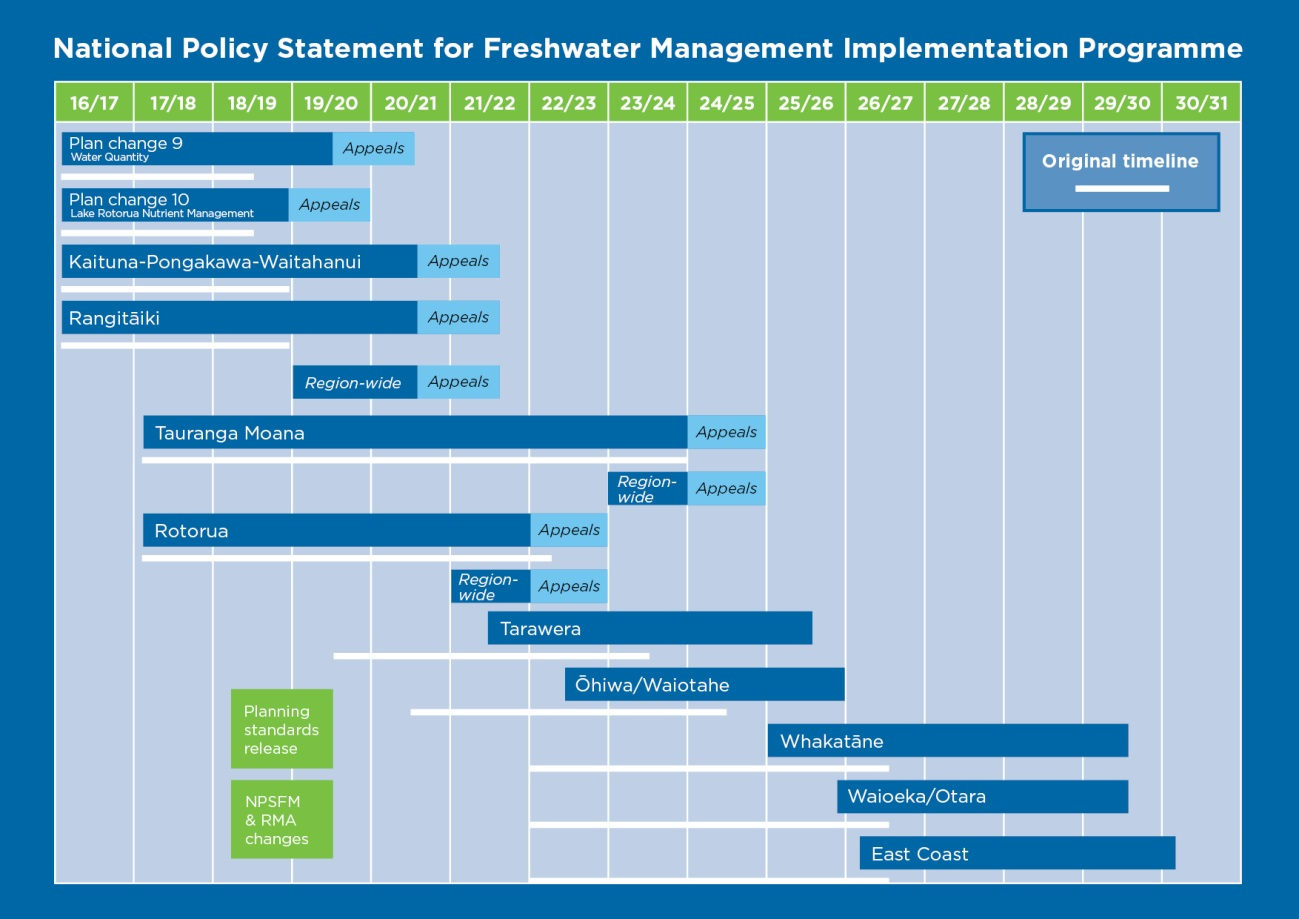 National Policy Statement for Freshwater Management Implementation Programme
16/17 17/18 18/19 19/20 20/21 21/22 22/23 23/24 24/25 25/26 26/27 27/28 28/29 29/30 30/31
Plan change 9
Water Quantity
Appeals
Original timeline
Plan change 10
Lake Rotorua Nutrient Management
Appeals
Kaituna-Pongakawa-Waitahanui Appeals
Rangitāiki Appeals
Region-wide Appeals
Tauranga Moana Appeals
Region-
wide
Appeals
Rotorua Appeals
Region-
wide
Appeals
Tarawera
Ōhiwa/Waiotahe
Planning
standards
release
Whakatāne
NPSFM
& RMA
changes
Waioeka/Otara
East Coast